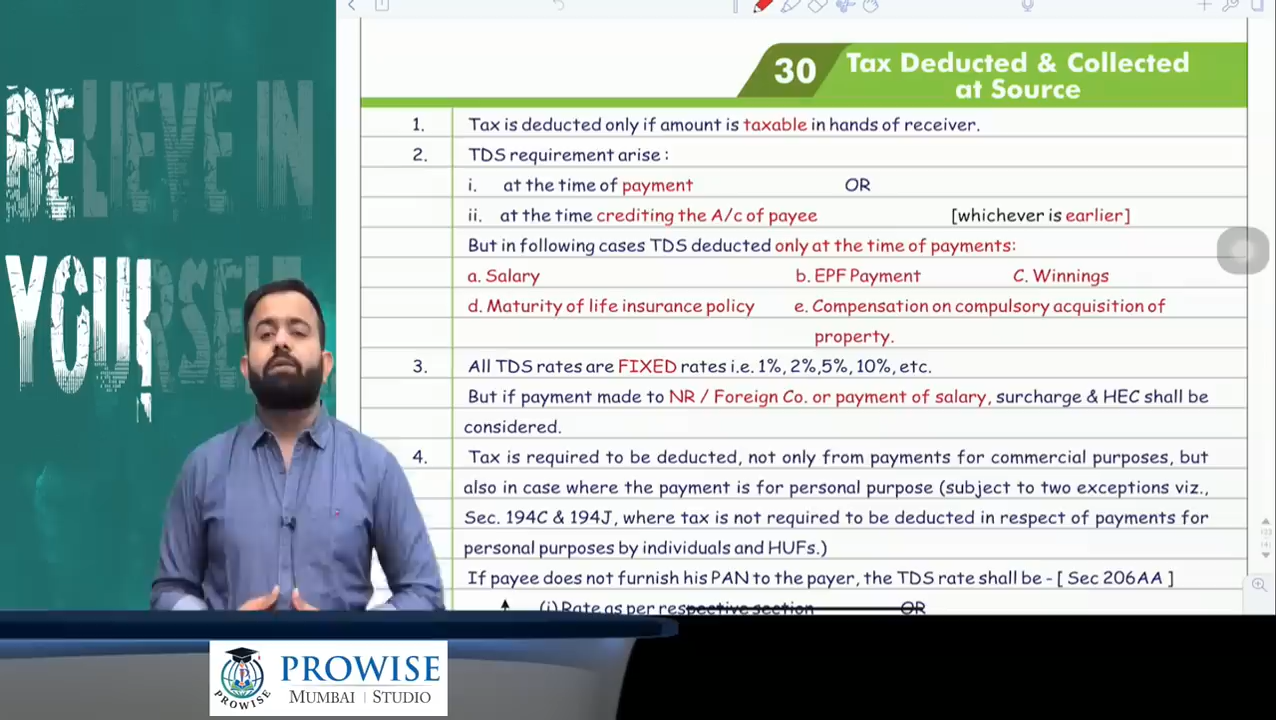 BELIEVE IN
YOURSELF
30
Tax Deducted & Collected
at Source
1. Tax is deducted only if amount is taxable in hands of receiver.
2. TDS requirement arise :
i. at the time of payment OR
ii. at the time crediting the A/c of payee [whichever is earlier]
But in following cases TDS deducted only at the time of payments:
a. Salary b. EPF Payment C. Winnings
d. Maturity of life insurance policy e. Compensation on compulsory acquisition of
property.
3. All TDS rates are FIXED rates i.e. 1%, 2%,5%, 10%, etc.
But if payment made to NR / Foreign Co. or payment of salary, surcharge & HEC shall be
considered.
4. Tax is required to be deducted, not only from payments for commercial purposes, but
also in case where the payment is for personal purpose (subject to two exceptions viz.,
Sec. 194C & 194J, where tax is not required to be deducted in respect of payments for
personal purposes by individuals and HUFs.)
If payee does not furnish his PAN to the payer, the TDS rate shall be - [ Sec 206AA ]
(i) Rate as per respective section OR
PROWISE
PROWISE
MUMBAI | STUDIO